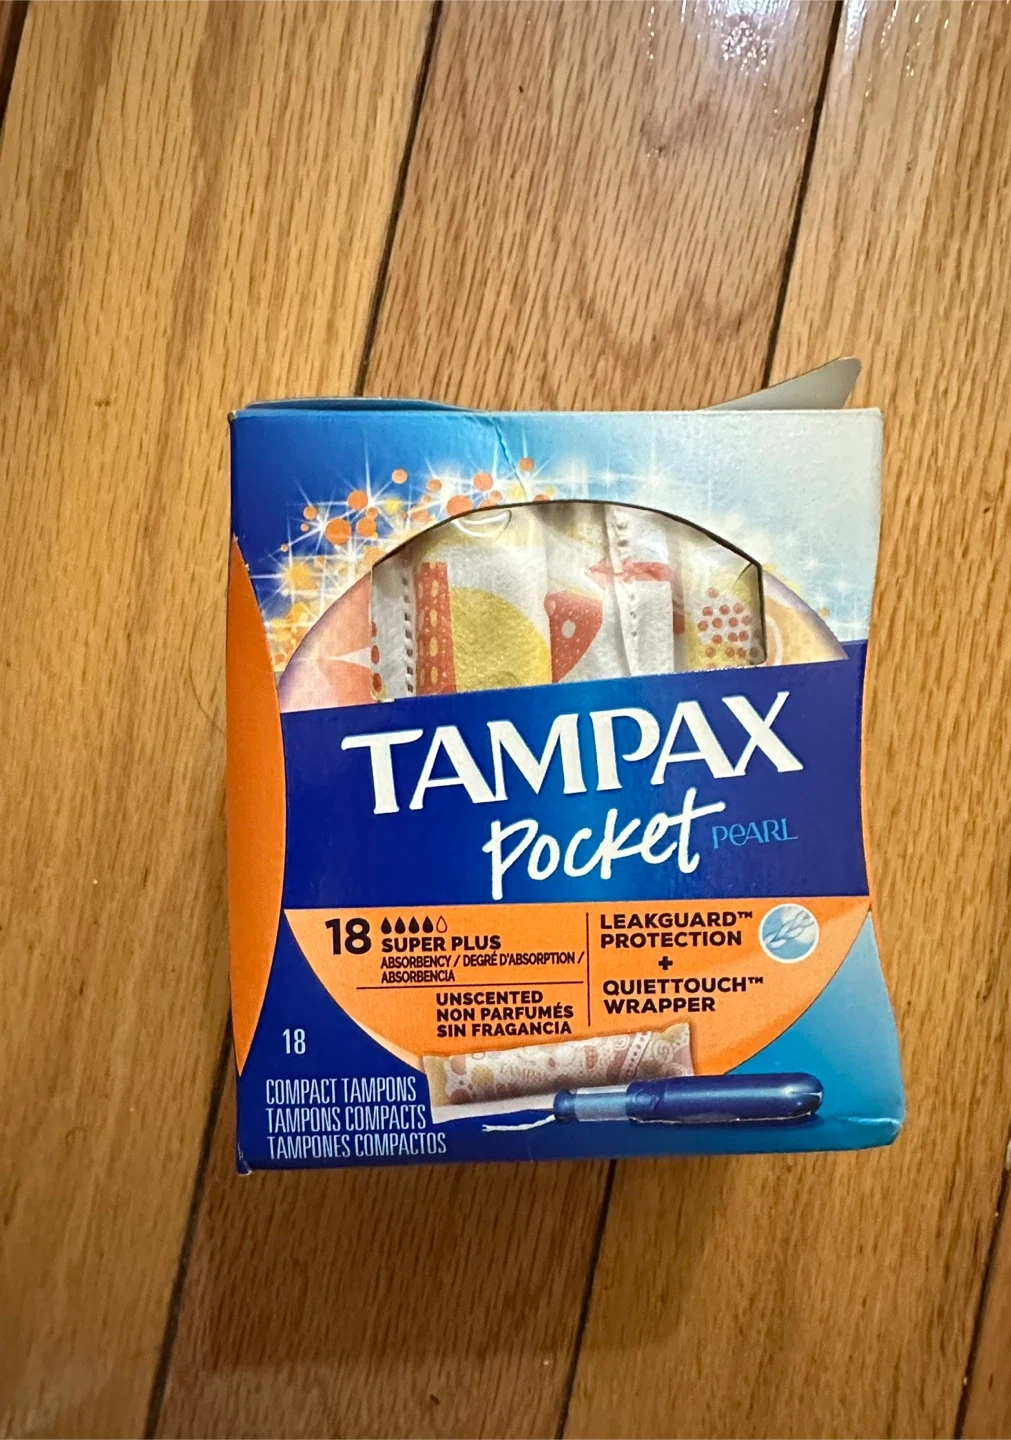 TAMPAX
Pocket PEARL
18 SUPER PLUS
ABSORBENCY / DEGRÉ D'ABSORPTION /
ABSORBENCIA
UNSCENTED
NON PARFUMÉS
SIN FRAGANCIA
LEAKGUARD™
PROTECTION
+
QUIETTOUCH™
WRAPPER
18
COMPACT TAMPONS
TAMPONS COMPACTS
TAMPONES COMPACTOS